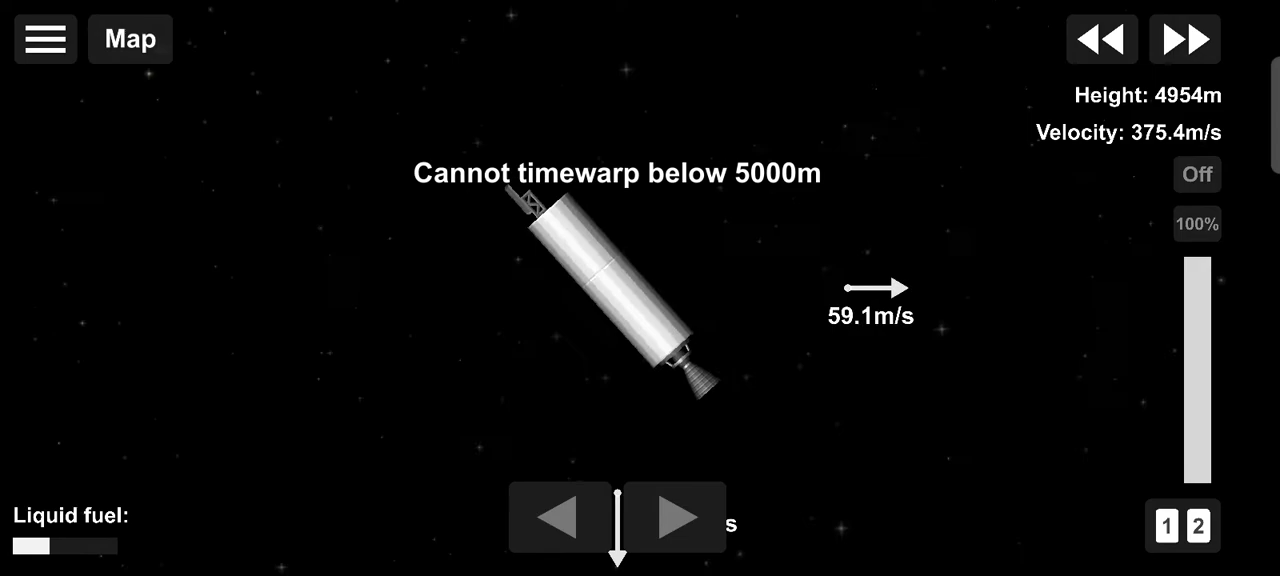 Map
Height: 4954m
Velocity: 375.4m/s
Cannot timewarp below 5000m
Off
100%
59.1m/s
Liquid fuel:
s
1 2